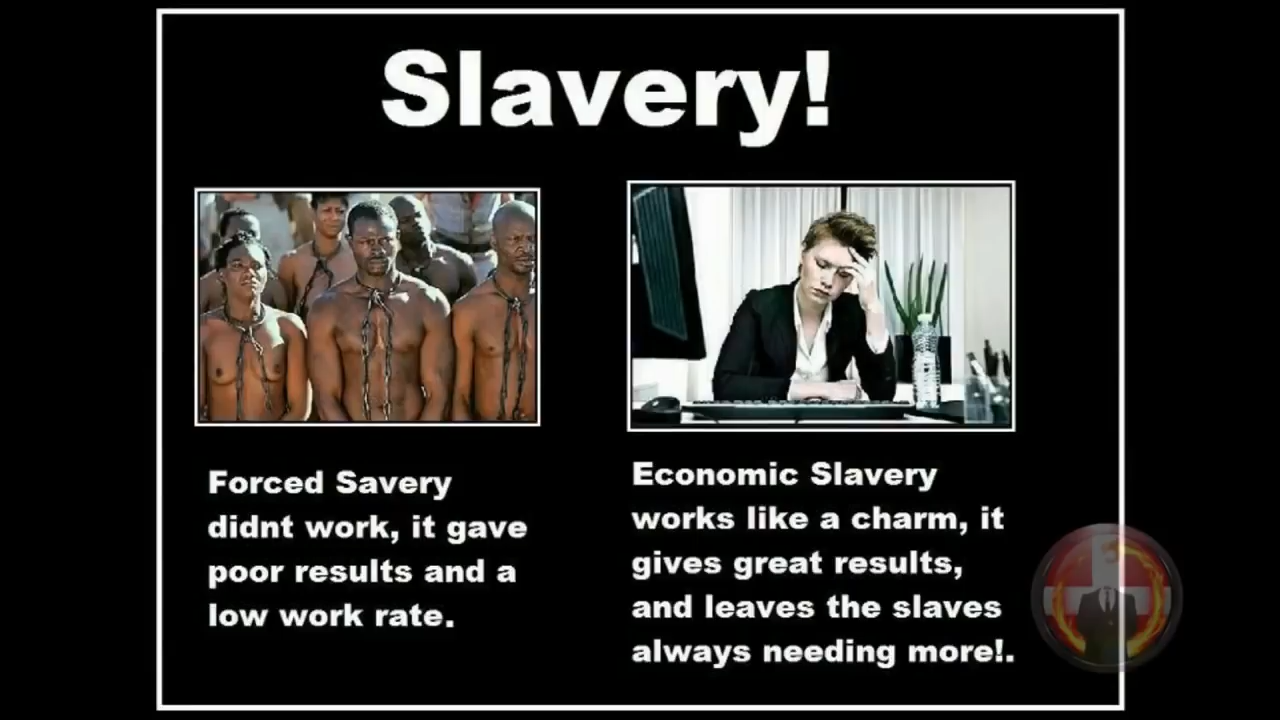 Slavery!
Forced Savery
didnt work, it gave
poor results and a
low work rate.
Economic Slavery
works like a charm, it
gives great results,
and leaves the slaves
always needing more!.